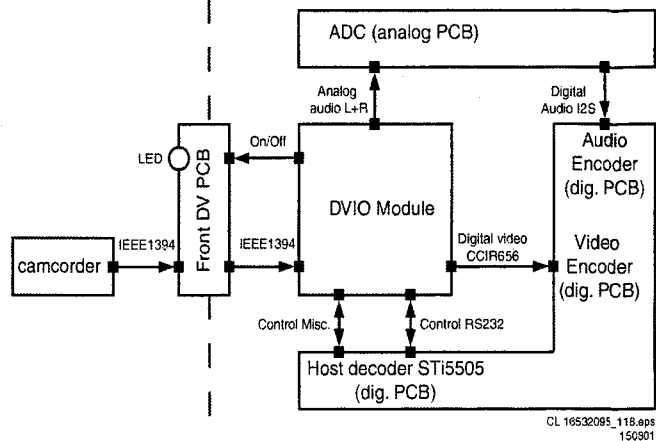 ADC (analog PCB)
Analog
audio L+R
Digital
Audio I2S
LED
On/Off
Front DV PCB
DVIO Module
Audio
Encoder
(dig. PCB)
camcorder
IEEE1394
IEEE1394
Digital video
CCIR656
Video
Encoder
(dig. PCB)
Control Misc.
Control RS232
Host decoder STi5505
(dig. PCB)
CL 16532095_118.eps
150801